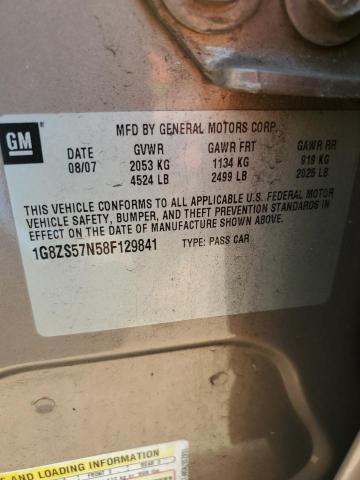 GM
MFD BY GENERAL MOTORS CORP.
DATE GVWR GAWR FRT GAWR RR
08/07 2053 KG 1134 KG 919 KG
4524 LB 2499 LB 2025 LB
THIS VEHICLE CONFORMS TO ALL APPLICABLE U.S. FEDERAL MOTOR
VEHICLE SAFETY, BUMPER, AND THEFT PREVENTION STANDARDS IN
EFFECT ON THE DATE OF MANUFACTURE SHOWN ABOVE.
1G8ZS57N58F129841 TYPE: PASS CAR
AND LOADING INFORMATION